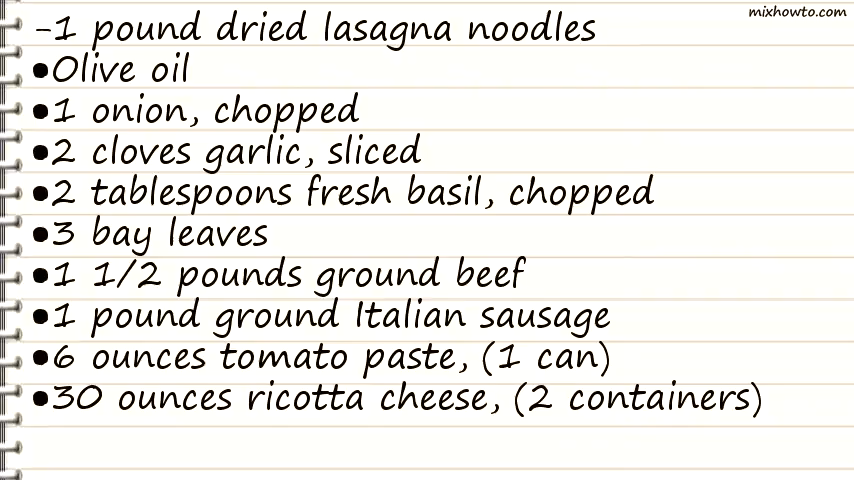 mixhowto.com
-1 pound dried lasagna noodles
•Olive oil
•1 onion, chopped
•2 cloves garlic, sliced
•2 tablespoons fresh basil, chopped
•3 bay leaves
•1 1/2 pounds ground beef
•1 pound ground Italian sausage
•6 ounces tomato paste, (1 can)
•30 ounces ricotta cheese, (2 containers)